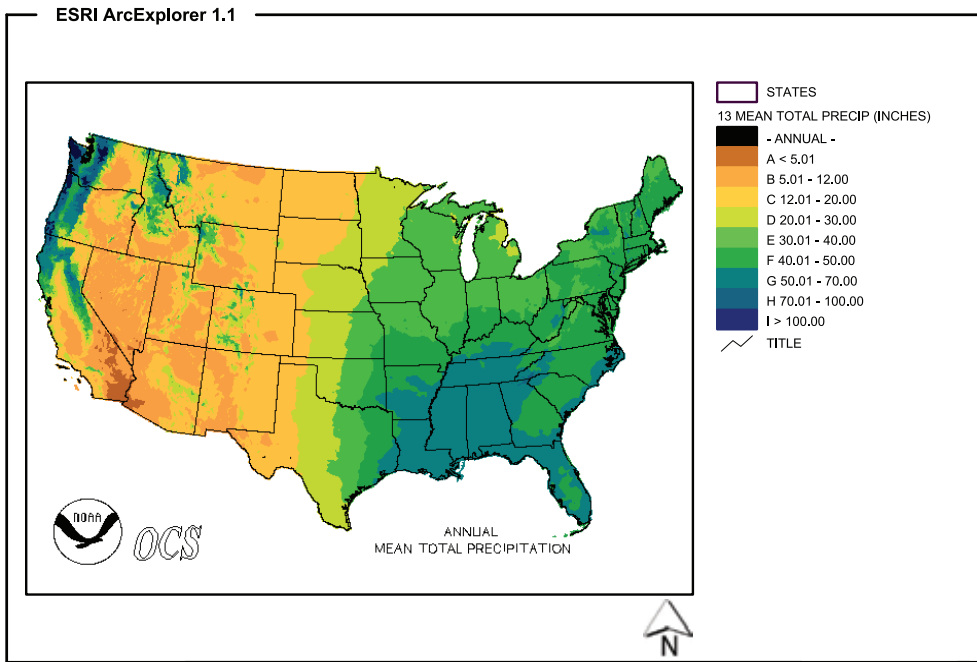 ESRI ArcExplorer 1.1
STATES
13 MEAN TOTAL PRECIP (INCHES)
- ANNUAL -
A < 5.01
B 5.01 - 12.00
C 12.01 - 20.00
D 20.01 - 30.00
E 30.01 - 40.00
F 40.01 - 50.00
G 50.01 - 70.00
H 70.01 - 100.00
I > 100.00
TITLE
NOAA
OCS
ANNUAL
MEAN TOTAL PRECIPITATION
N